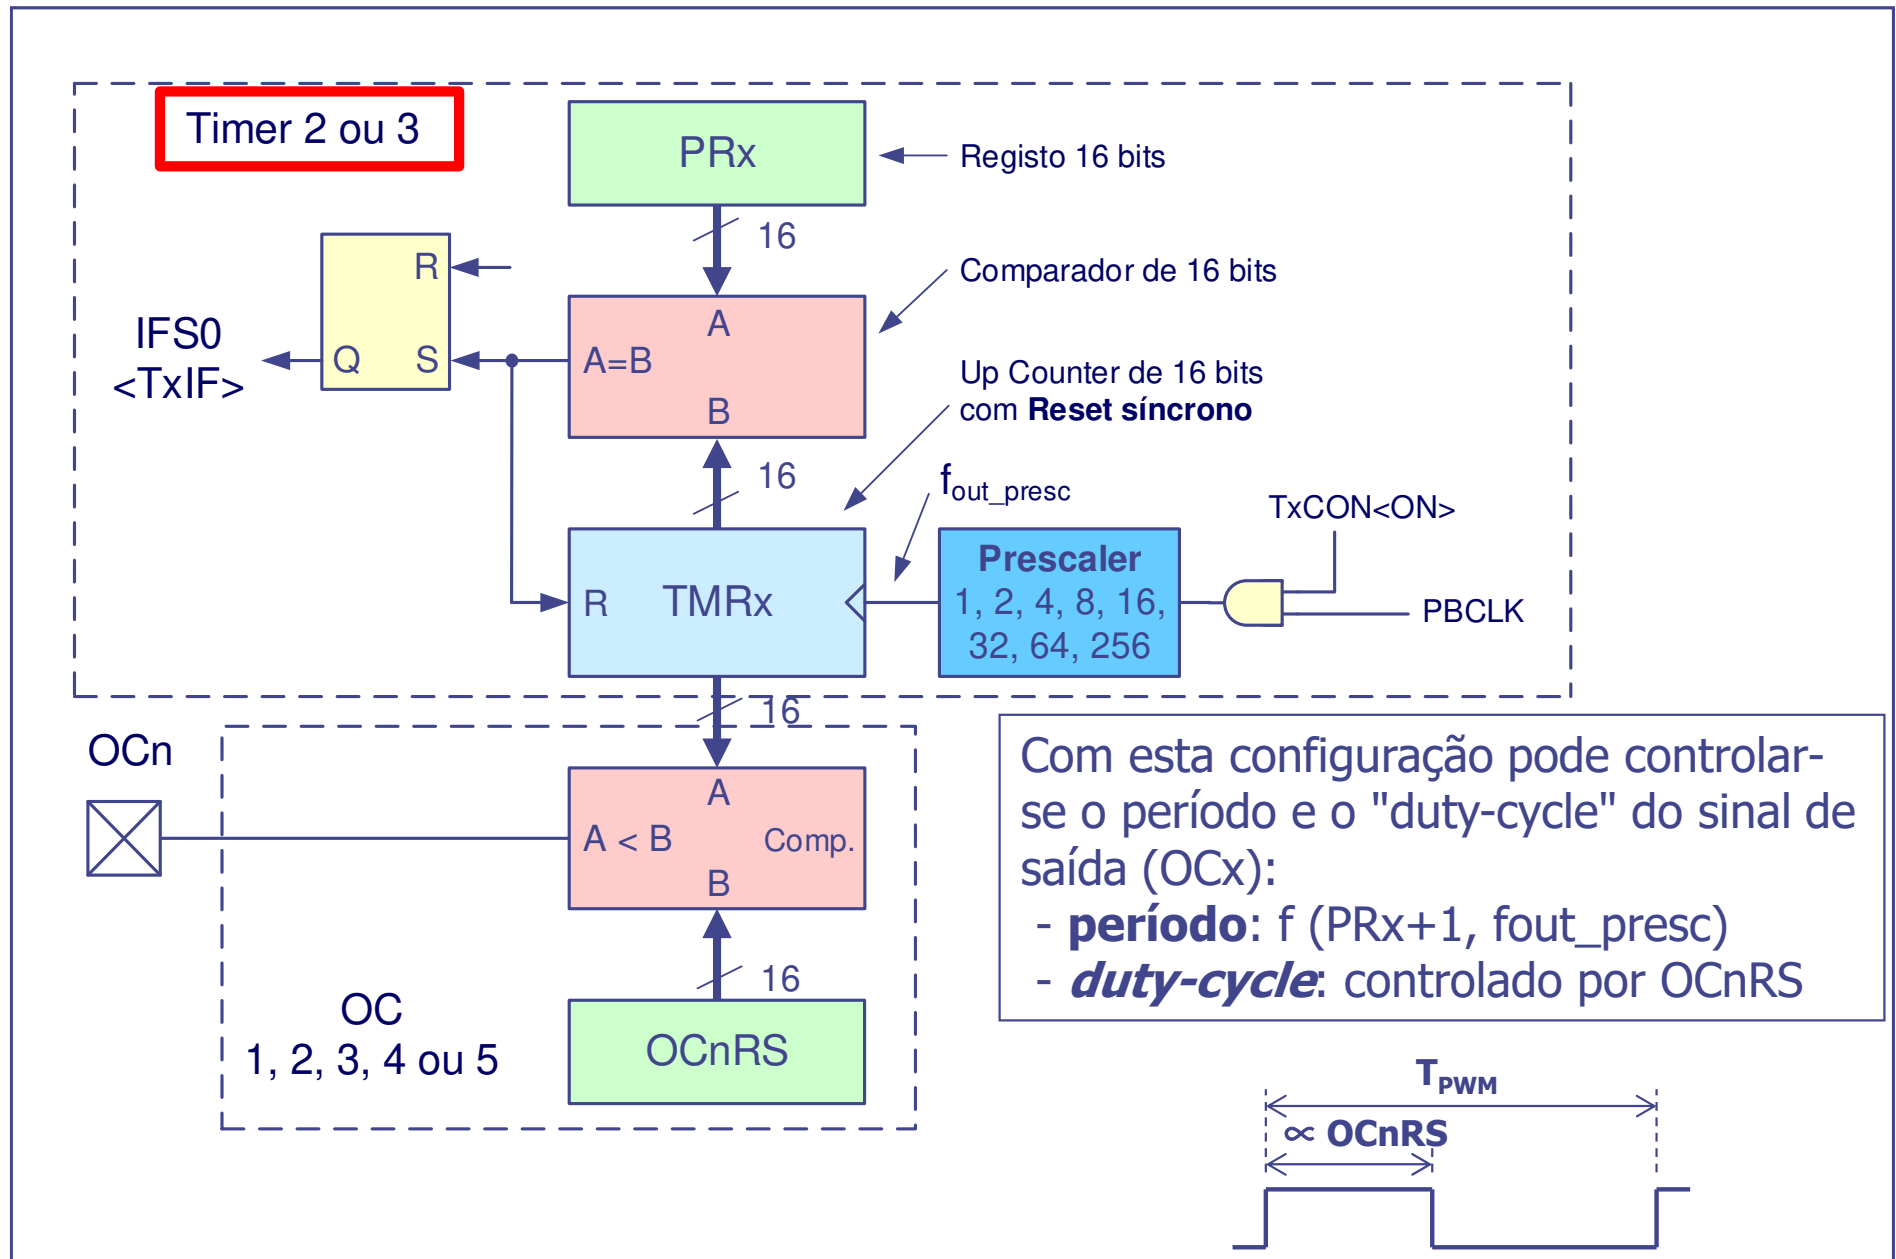 Timer 2 ou 3
PRx
Registo 16 bits
16
R
Comparador de 16 bits
IFS0
<TxIF>
Q
S
A
A=B
B
Up Counter de 16 bits
com Reset síncrono
16
fout_presc
TxCON<ON>
R
TMRx
Prescaler
1, 2, 4, 8, 16,
32, 64, 256
PBCLK
16
OCn
A
A < B
Comp.
B
16
OC
1, 2, 3, 4 ou 5
OCnRS
Com esta configuração pode controlar-
se o período e o "duty-cycle" do sinal de
saída (OCx):
- período: f (PRx+1, fout_presc)
- duty-cycle: controlado por OCnRS
TPWM
∝ OCnRS